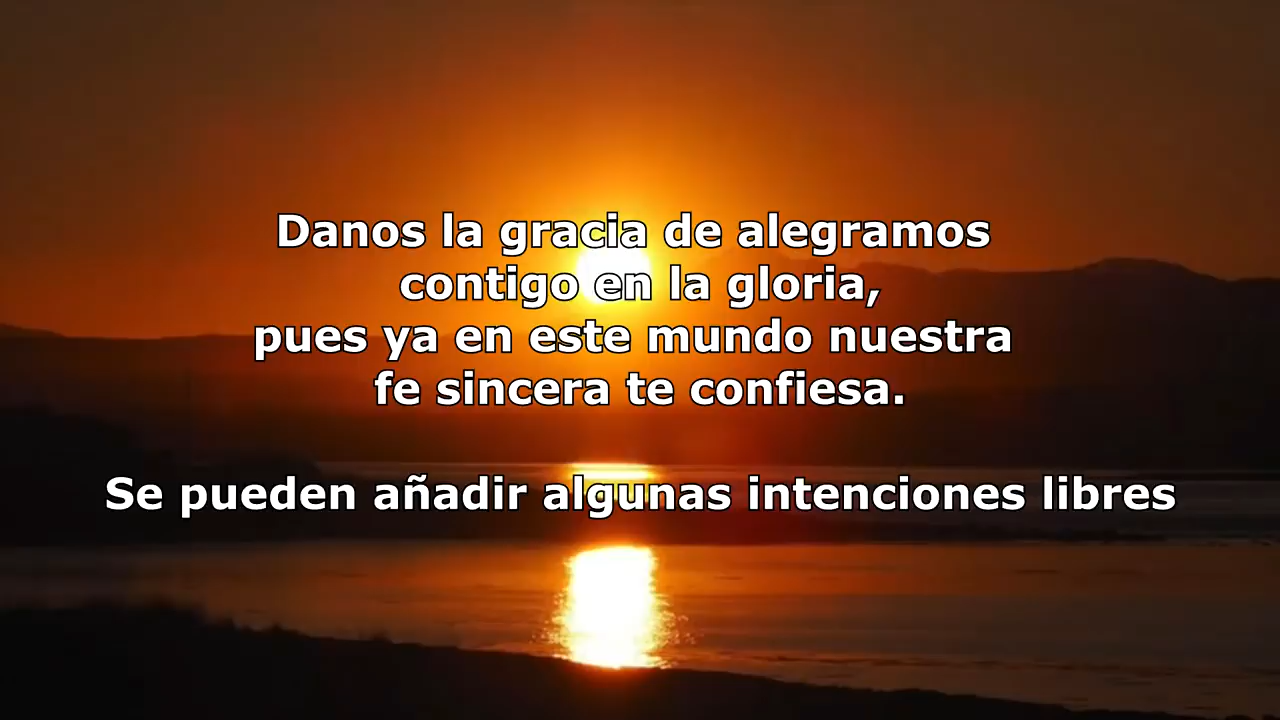 Danos la gracia de alegramos
contigo en la gloria,
pues ya en este mundo nuestra
fe sincera te confiesa.
Se pueden añadir algunas intenciones libres